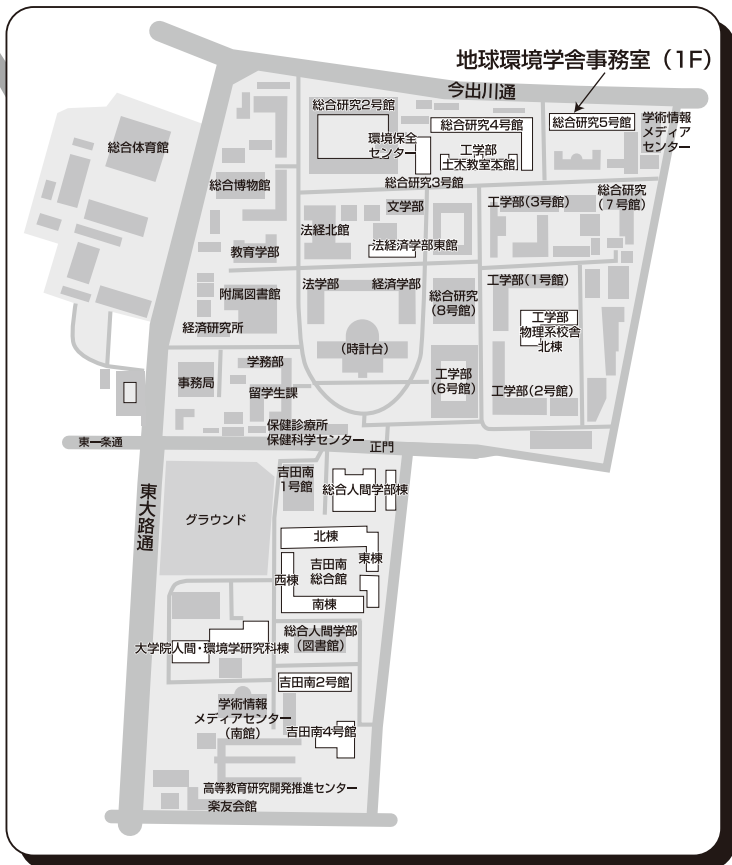 地球環境学舎事務室（1F）
今出川通
総合研究2号館
総合研究4号館
総合研究5号館
学術情報
メディア
センター
環境保全
センター
工学部
土木教室本館
総合体育館
総合研究3号館
総合博物館
文学部
工学部(3号館)
総合研究
(7号館)
法経北館
法経済学部東館
教育学部
附属図書館
法学部
経済学部
総合研究
(8号館)
工学部(1号館)
工学部
物理系校舎
北棟
経済研究所
(時計台)
学務部
事務局
留学生課
工学部
(6号館)
工学部(2号館)
保健診療所
保健科学センター
東一条通
正門
吉田南
1号館
総合人間学部棟
東大路通
グラウンド
北棟
東棟
吉田南
総合館
西棟
南棟
総合人間学部
(図書館)
大学院人間・環境学研究科棟
吉田南2号館
学術情報
メディアセンター
(南館)
吉田南4号館
高等教育研究開発推進センター
楽友会館